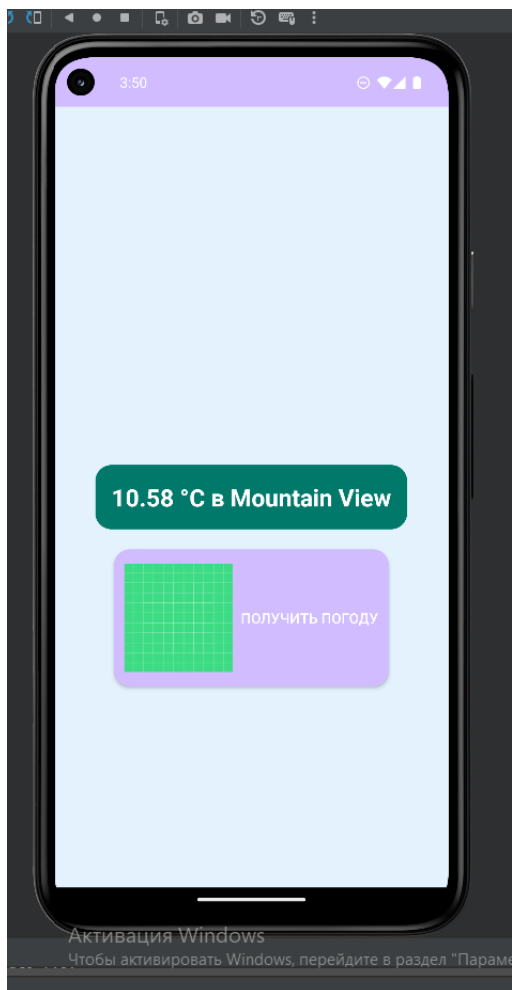 3:50
10.58 °C в Mountain View
ПОЛУЧИТЬ ПОГОДУ
Активация Windows
Чтобы активировать Windows, перейдите в раздел "Параме